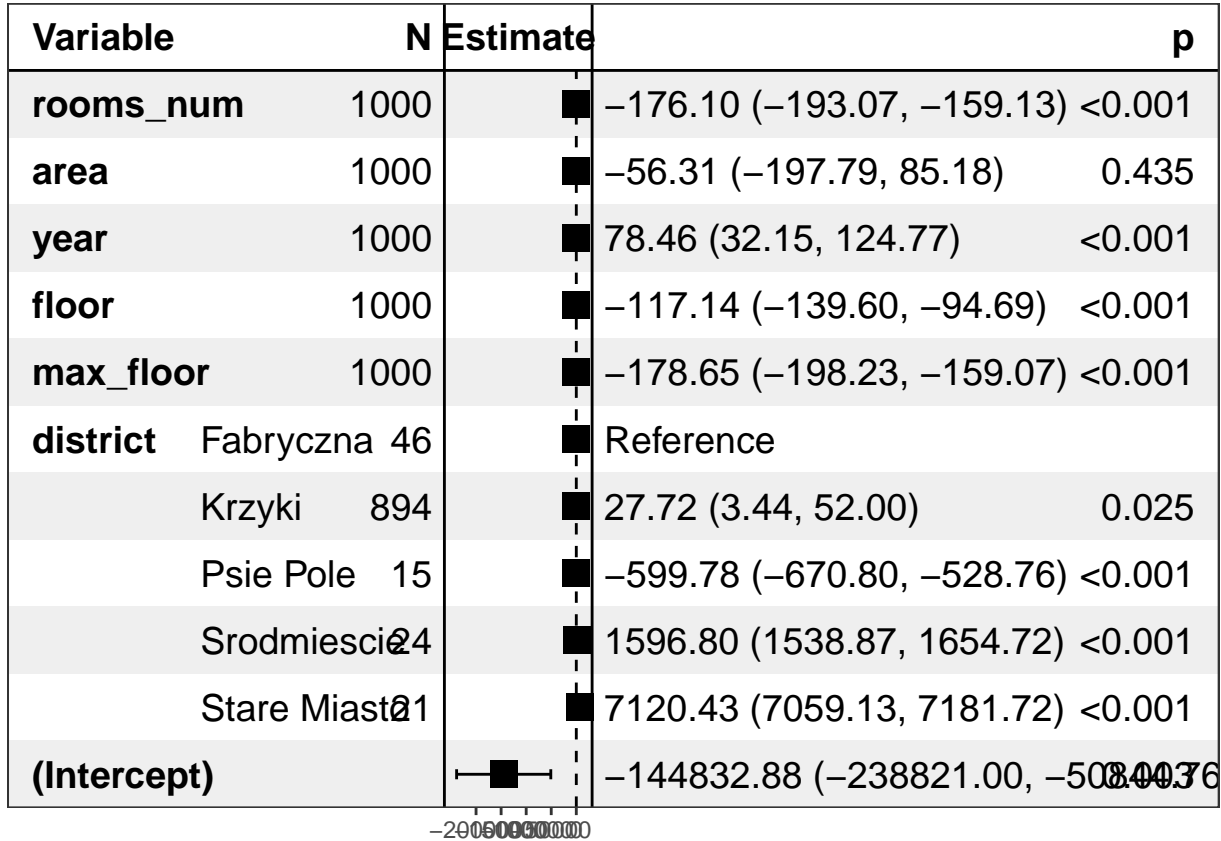 Variable N Estimate p
rooms_num 1000 −176.10 (−193.07, −159.13) <0.001
area 1000 −56.31 (−197.79, 85.18) 0.435
year 1000 78.46 (32.15, 124.77) <0.001
floor 1000 −117.14 (−139.60, −94.69) <0.001
max_floor 1000 −178.65 (−198.23, −159.07) <0.001
district Fabryczna 46 Reference
Krzyki 894 27.72 (3.44, 52.00) 0.025
Psie Pole 15 −599.78 (−670.80, −528.76) <0.001
Srodmiescie 24 1596.80 (1538.87, 1654.72) <0.001
Stare Miasto 21 7120.43 (7059.13, 7181.72) <0.001
(Intercept) −144832.88 (−238821.00,